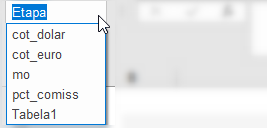 Etapa
cot_dolar
cot_euro
mo
pct_comiss
Tabela1